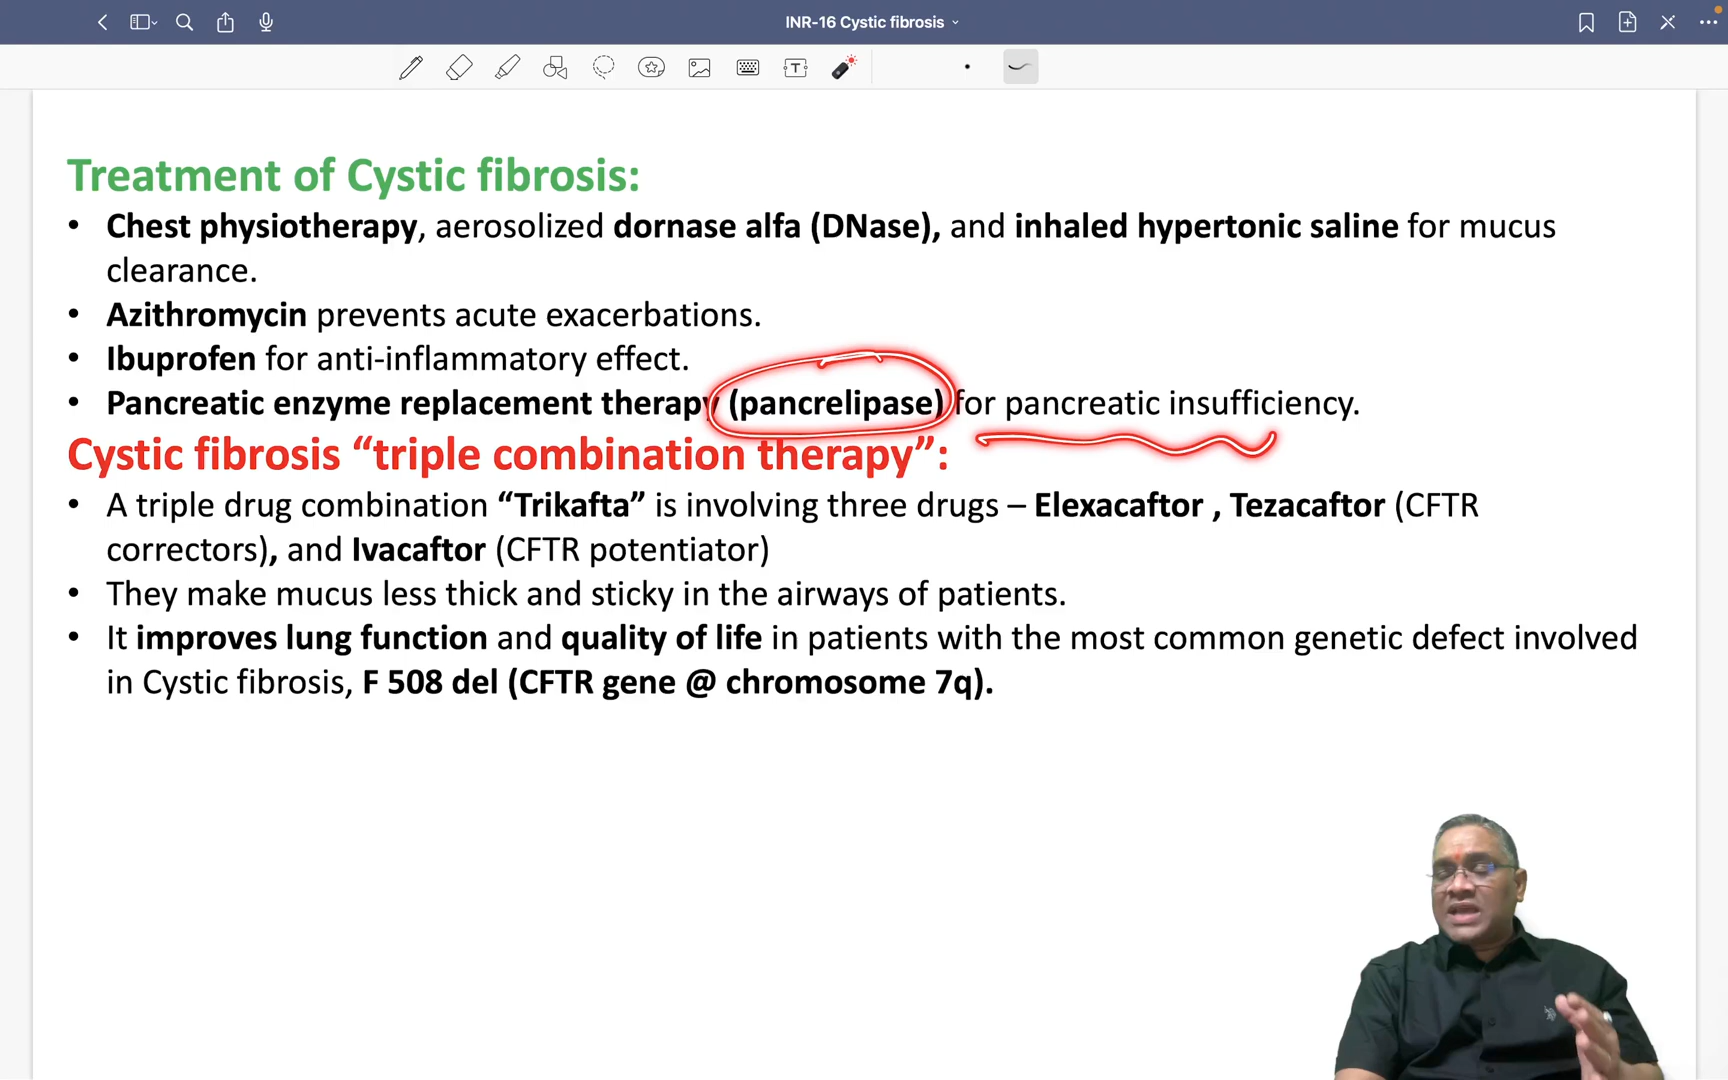 INR-16 Cystic fibrosis
Treatment of Cystic fibrosis:
• Chest physiotherapy, aerosolized dornase alfa (DNase), and inhaled hypertonic saline for mucus
clearance.
• Azithromycin prevents acute exacerbations.
• Ibuprofen for anti-inflammatory effect.
• Pancreatic enzyme replacement therapy (pancrelipase) for pancreatic insufficiency.
Cystic fibrosis “triple combination therapy”:
• A triple drug combination “Trikafta” is involving three drugs – Elexacaftor , Tezacaftor (CFTR
correctors), and Ivacaftor (CFTR potentiator)
• They make mucus less thick and sticky in the airways of patients.
• It improves lung function and quality of life in patients with the most common genetic defect involved
in Cystic fibrosis, F 508 del (CFTR gene @ chromosome 7q).